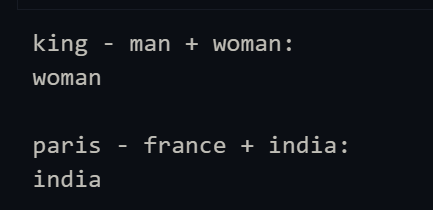 king - man + woman:
woman
paris - france + india:
india